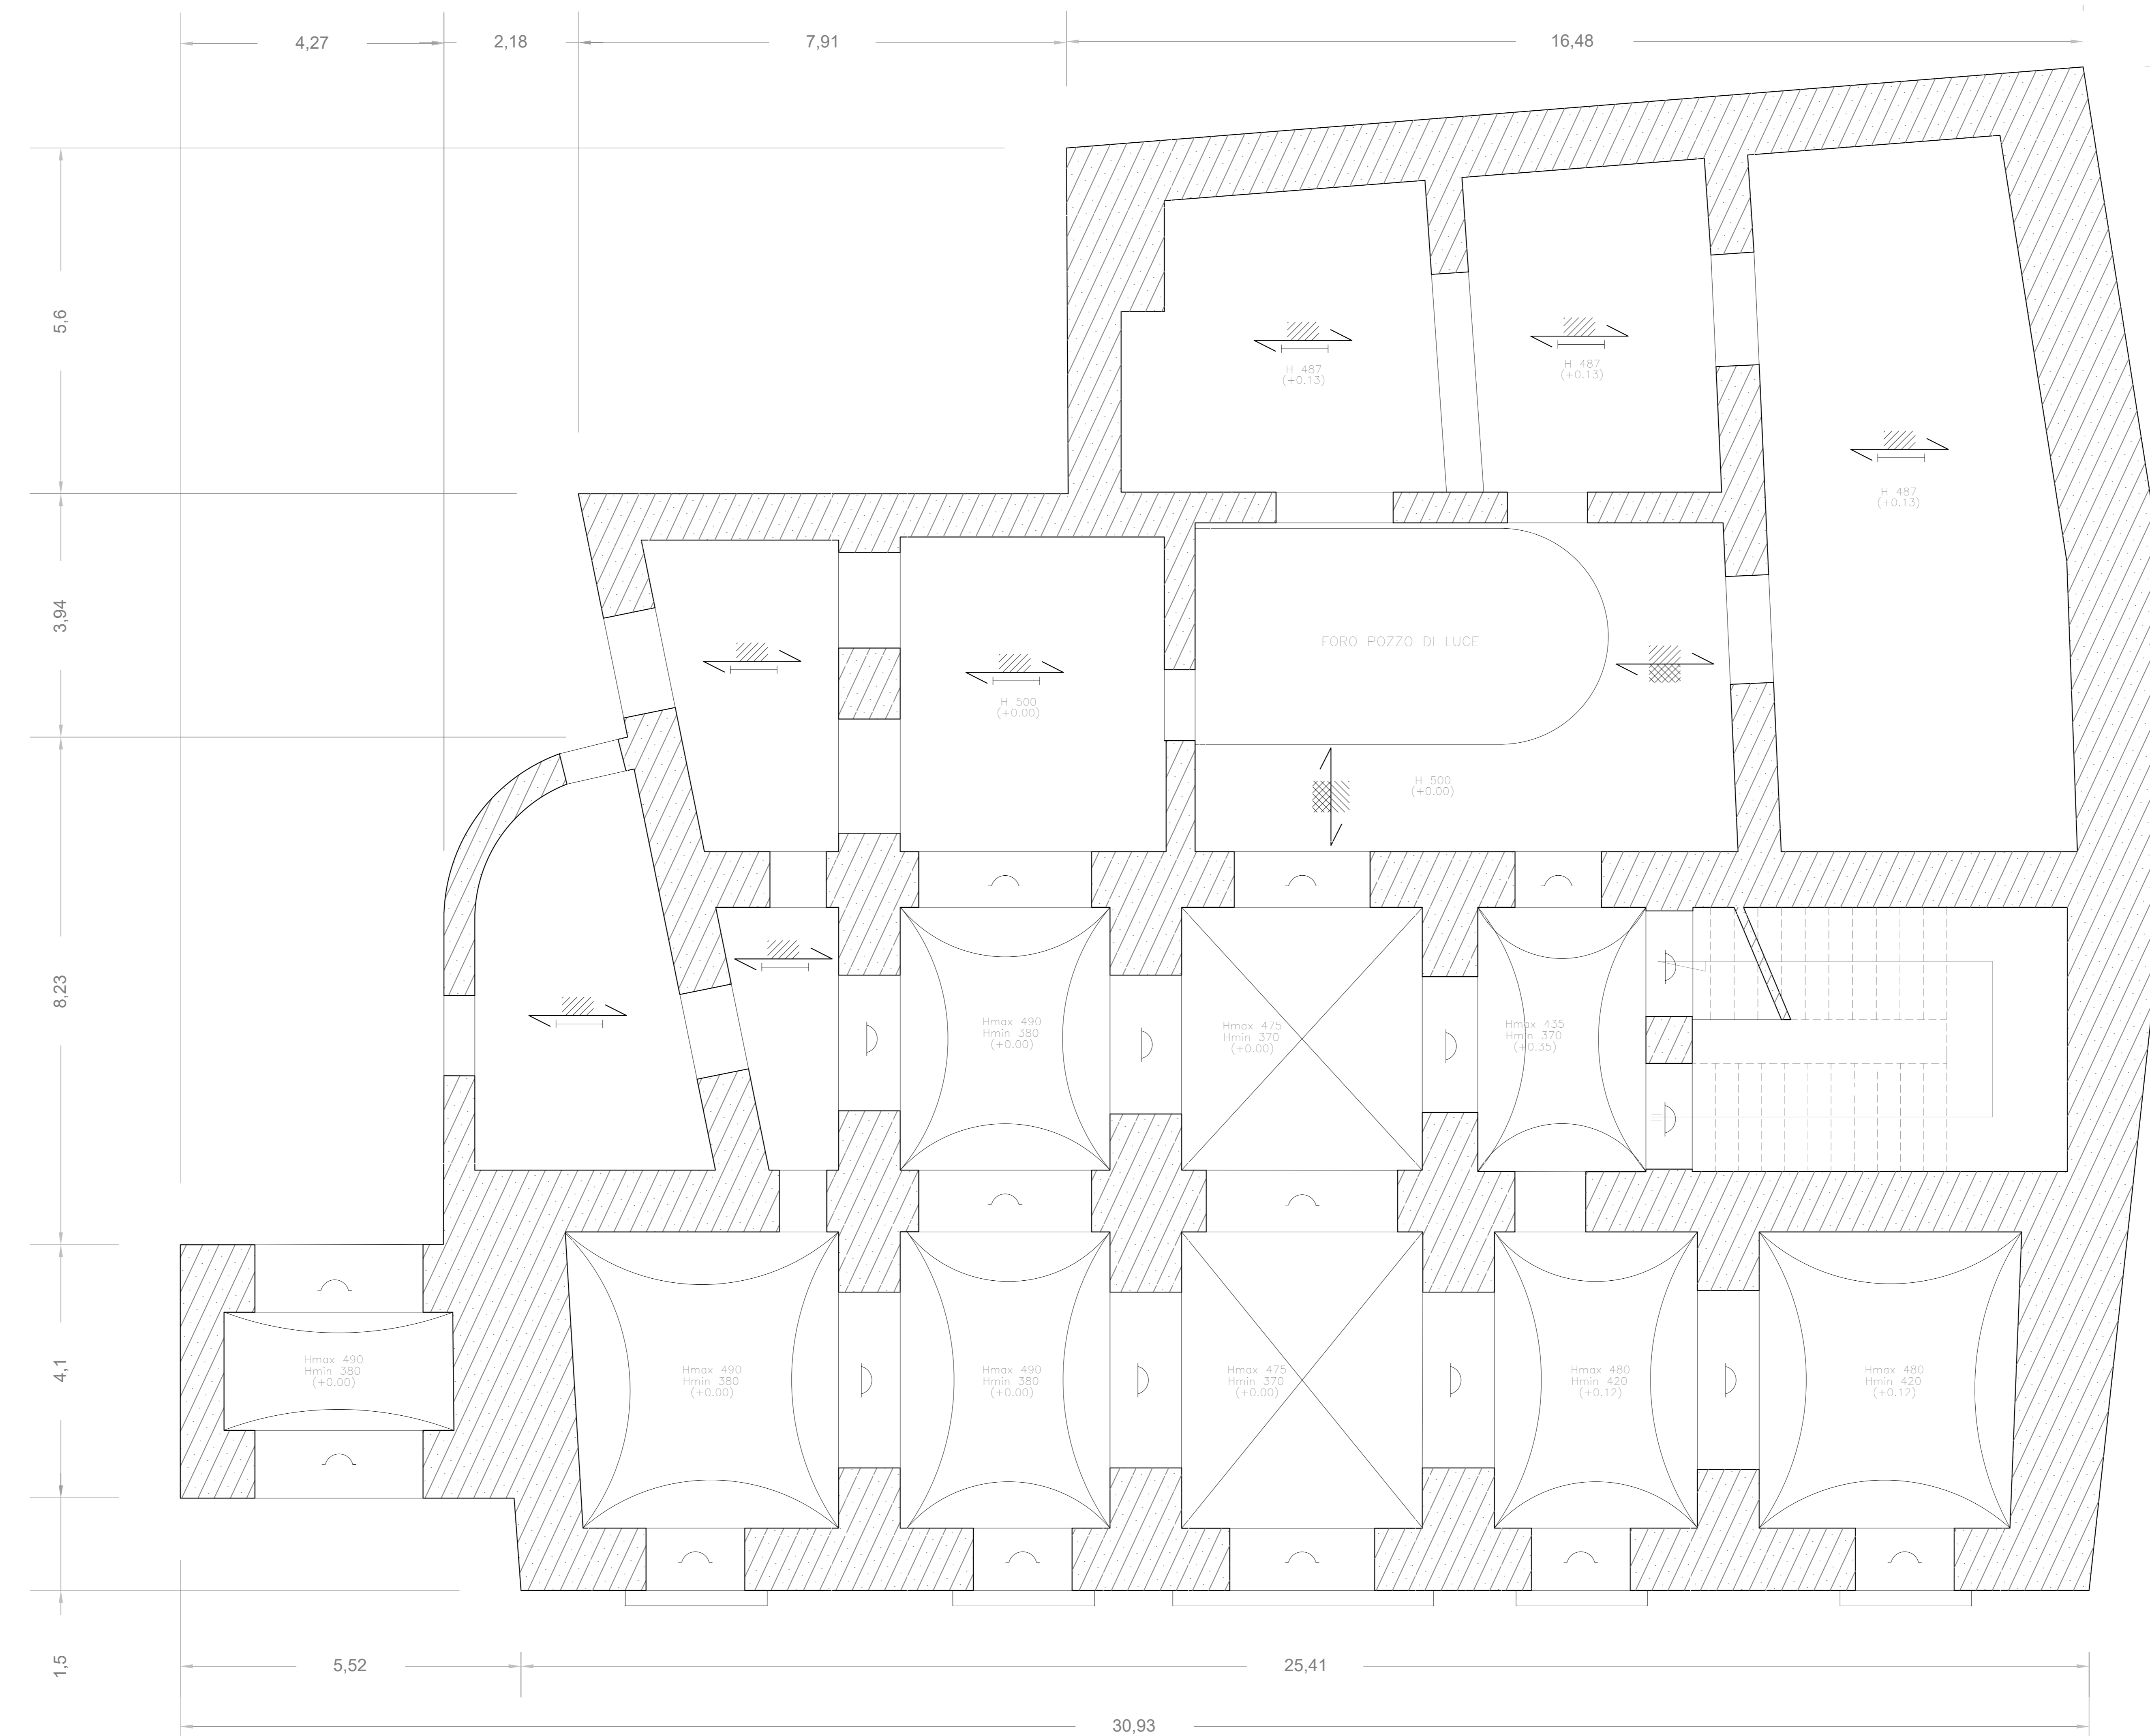 4,27
2,18
7,91
16,48
5,6
3,94
8,23
4,1
1,5
H 487
(+0.13)
H 487
(+0.13)
H 487
(+0.13)
FORO POZZO DI LUCE
H 500
(+0.00)
H 500
(+0.00)
Hmax 490
Hmin 380
(+0.00)
Hmax 475
Hmin 370
(+0.00)
Hmax 435
Hmin 370
(+0.35)
Hmax 490
Hmin 380
(+0.00)
Hmax 490
Hmin 380
(+0.00)
Hmax 490
Hmin 380
(+0.00)
Hmax 475
Hmin 370
(+0.00)
Hmax 480
Hmin 420
(+0.12)
Hmax 480
Hmin 420
(+0.12)
5,52
25,41
30,93